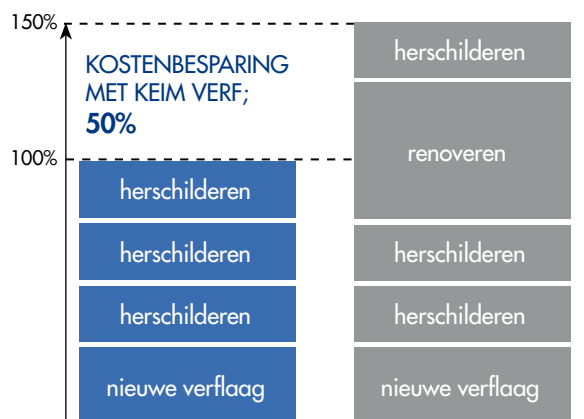 150%
KOSTENBESPARING
MET KEIM VERF;
50%
100%
herschilderen
herschilderen
herschilderen
nieuwe verflaag
herschilderen
renoveren
herschilderen
herschilderen
nieuwe verflaag